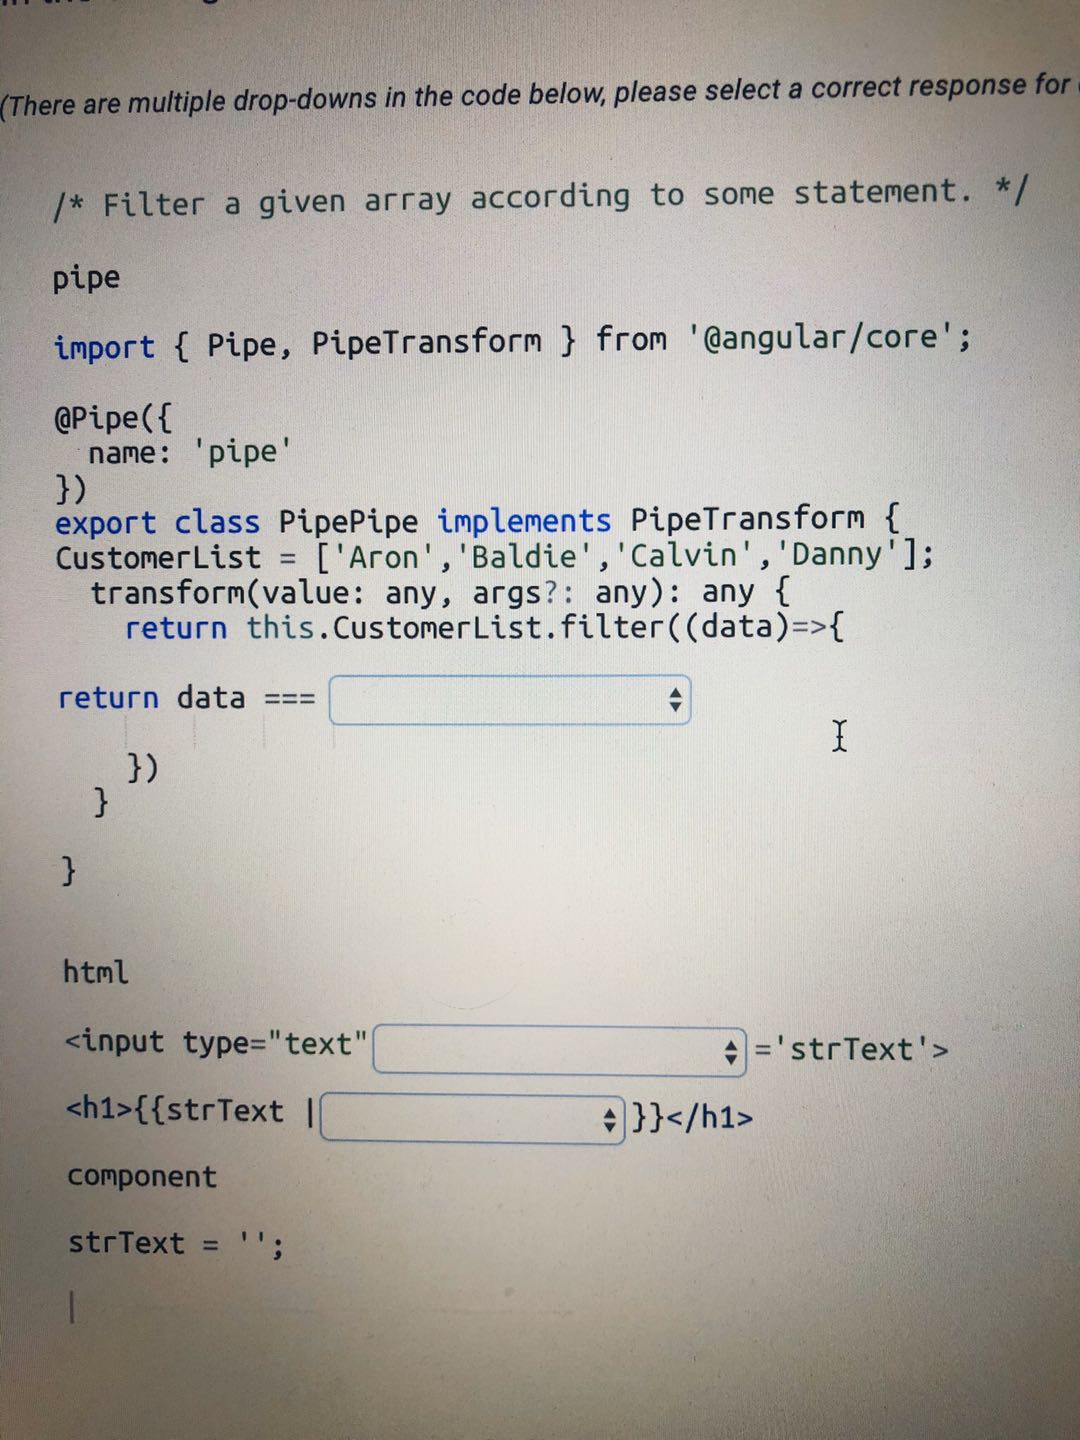 (There are multiple drop-downs in the code below, please select a correct response for
/* Filter a given array according to some statement. */
pipe
import { Pipe, PipeTransform } from '@angular/core';
@Pipe({
name: 'pipe'
})
export class PipePipe implements PipeTransform {
CustomerList = ['Aron','Baldie','Calvin','Danny'];
transform(value: any, args?: any): any {
return this.CustomerList.filter((data)=>{
return data ===
})
}
}
html
<input type="text" ='strText'>
<h1>{{strText | }}</h1>
component
strText = '';